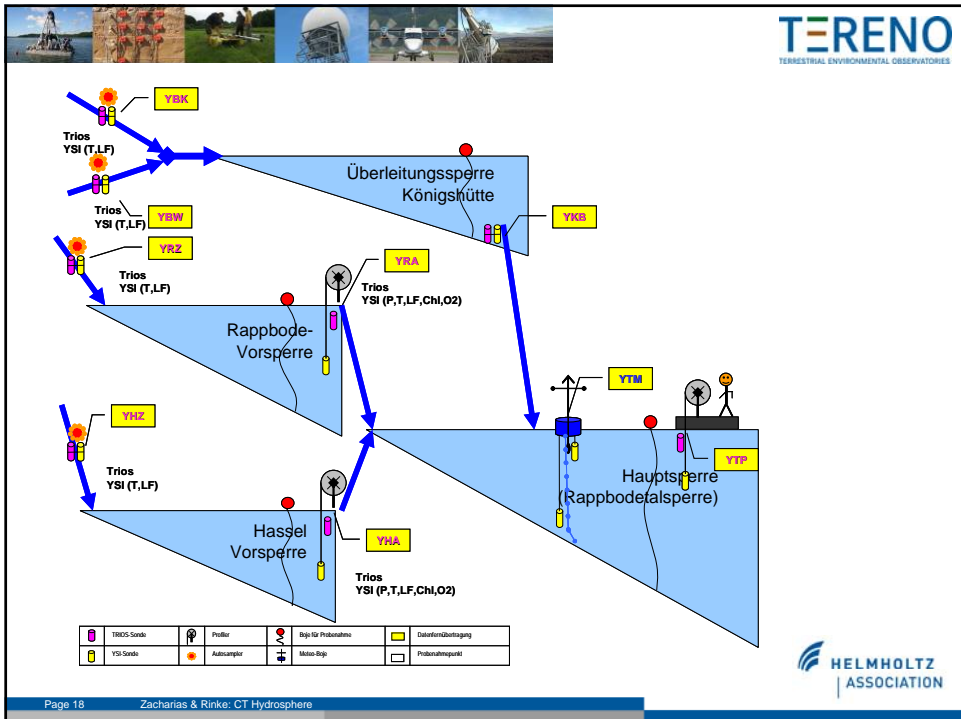 TERENO
TERRESTRIAL ENVIRONMENTAL OBSERVATORIES
YBK
Trios
YSI (T,LF)
Überleitungssperre
Königshütte
Trios
YSI (T,LF)
YBW
YKB
YRZ
Trios
YSI (T,LF)
YRA
Trios
YSI (P,T,LF,Chl,O2)
Rappbode-
Vorsperre
YTM
YHZ
Trios
YSI (T,LF)
YTP
Hauptsperre
(Rappbodetalsperre)
Hassel
Vorsperre
YHA
Trios
YSI (P,T,LF,Chl,O2)
TRIOS-Sonde
Profiler
Boje für Probenahme
Datenfernübertragung
YSI-Sonde
Autosampler
Meteo-Boje
Probenahmepunkt
HELMHOLTZ
ASSOCIATION
Page 18
Zacharias & Rinke: CT Hydrosphere